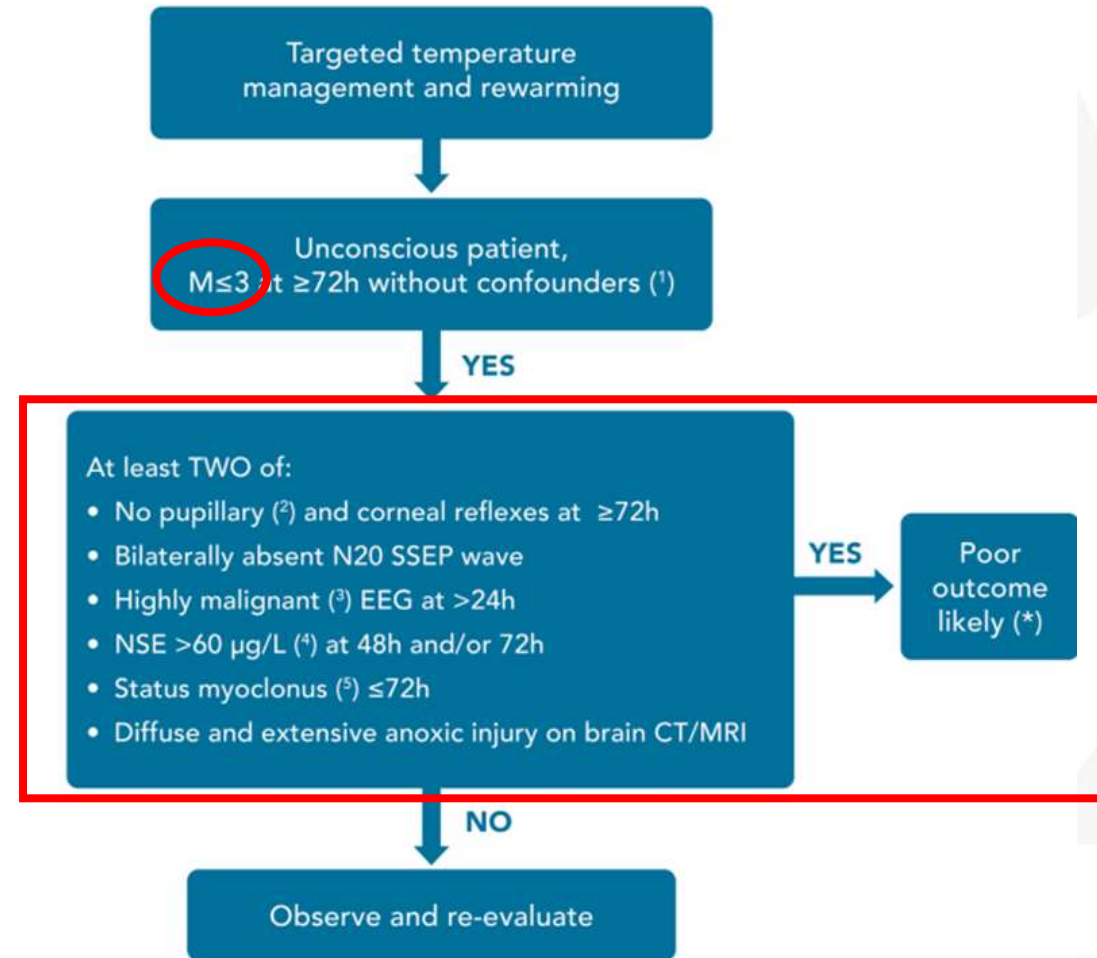 Targeted temperature
management and rewarming
Unconscious patient,
M≤3 at ≥72h without confounders (¹)
YES
At least TWO of:
• No pupillary (²) and corneal reflexes at ≥72h
• Bilaterally absent N20 SSEP wave
• Highly malignant (³) EEG at >24h
• NSE >60 µg/L (⁴) at 48h and/or 72h
• Status myoclonus (⁵) ≤72h
• Diffuse and extensive anoxic injury on brain CT/MRI
YES
Poor
outcome
likely (*)
NO
Observe and re-evaluate